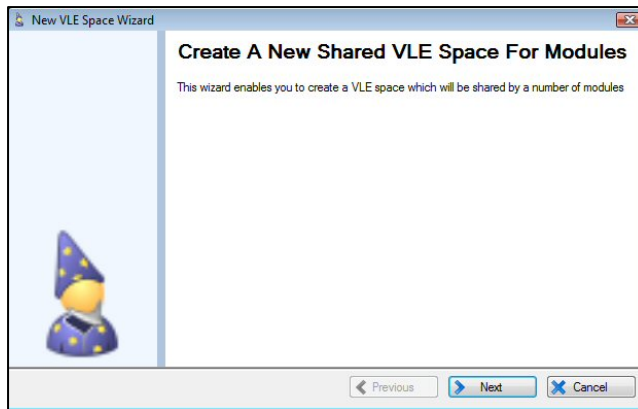 New VLE Space Wizard
Create A New Shared VLE Space For Modules
This wizard enables you to create a VLE space which will be shared by a number of modules
Previous
Next
Cancel